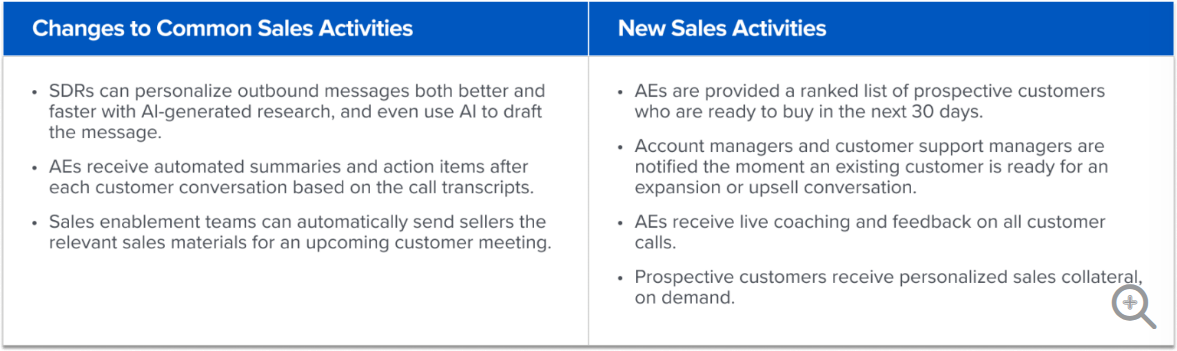 Changes to Common Sales Activities
New Sales Activities
• SDRs can personalize outbound messages both better and
faster with AI-generated research, and even use AI to draft
the message.
• AEs receive automated summaries and action items after
each customer conversation based on the call transcripts.
• Sales enablement teams can automatically send sellers the
relevant sales materials for an upcoming customer meeting.
• AEs are provided a ranked list of prospective customers
who are ready to buy in the next 30 days.
• Account managers and customer support managers are
notified the moment an existing customer is ready for an
expansion or upsell conversation.
• AEs receive live coaching and feedback on all customer
calls.
• Prospective customers receive personalized sales collateral,
on demand.